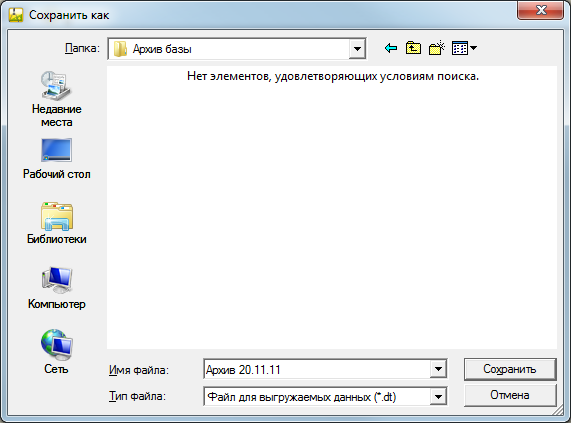 Сохранить как
Папка:
Архив базы
Нет элементов, удовлетворяющих условиям поиска.
Недавние
места
Рабочий стол
Библиотеки
Компьютер
Сеть
Имя файла:
Архив 20.11.11
Сохранить
Тип файла:
Файл для выгружаемых данных (*.dt)
Отмена